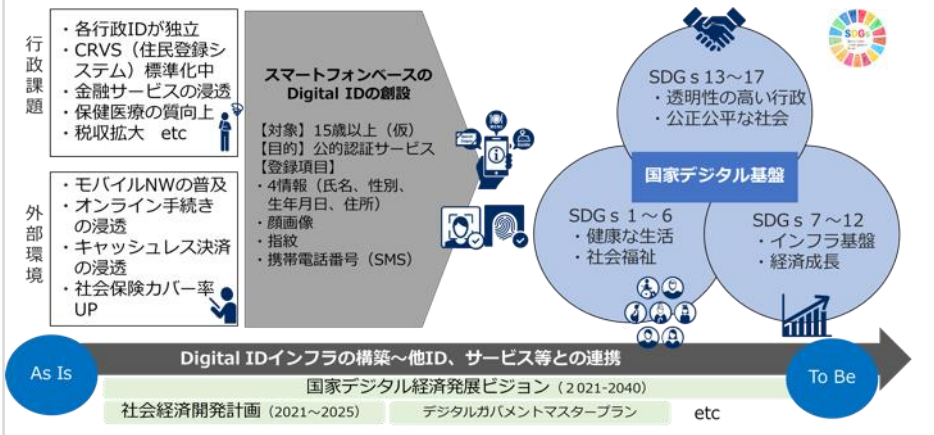 行政課題
・各行政IDが独立
・CRVS（住民登録シ
ステム）標準化中
・金融サービスの浸透
・保健医療の質向上
・税収拡大 etc
外部環境
・モバイルNWの普及
・オンライン手続き
の浸透
・キャッシュレス決済
の浸透
・社会保険カバー率
UP
スマートフォンベースの
Digital IDの創設
【対象】15歳以上（仮）
【目的】公的認証サービス
【登録項目】
・4情報（氏名、性別、
生年月日、住所）
・顔画像
・指紋
・携帯電話番号（SMS）
SDGs
SDGｓ13～17
・透明性の高い行政
・公正公平な社会
国家デジタル基盤
SDGｓ 1 ～ 6
・健康な生活
・社会福祉
SDGｓ 7 ～12
・インフラ基盤
・経済成長
As Is
Digital IDインフラの構築～他ID、サービス等との連携
To Be
国家デジタル経済発展ビジョン（２021-2040）
社会経済開発計画（2021～2025）
デジタルガバメントマスタープラン
etc